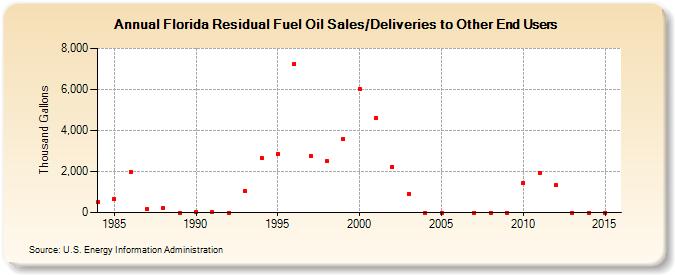 Annual Florida Residual Fuel Oil Sales/Deliveries to Other End Users
Thousand Gallons
8,000
6,000
4,000
2,000
0
1985 1990 1995 2000 2005 2010 2015
Source: U.S. Energy Information Administration